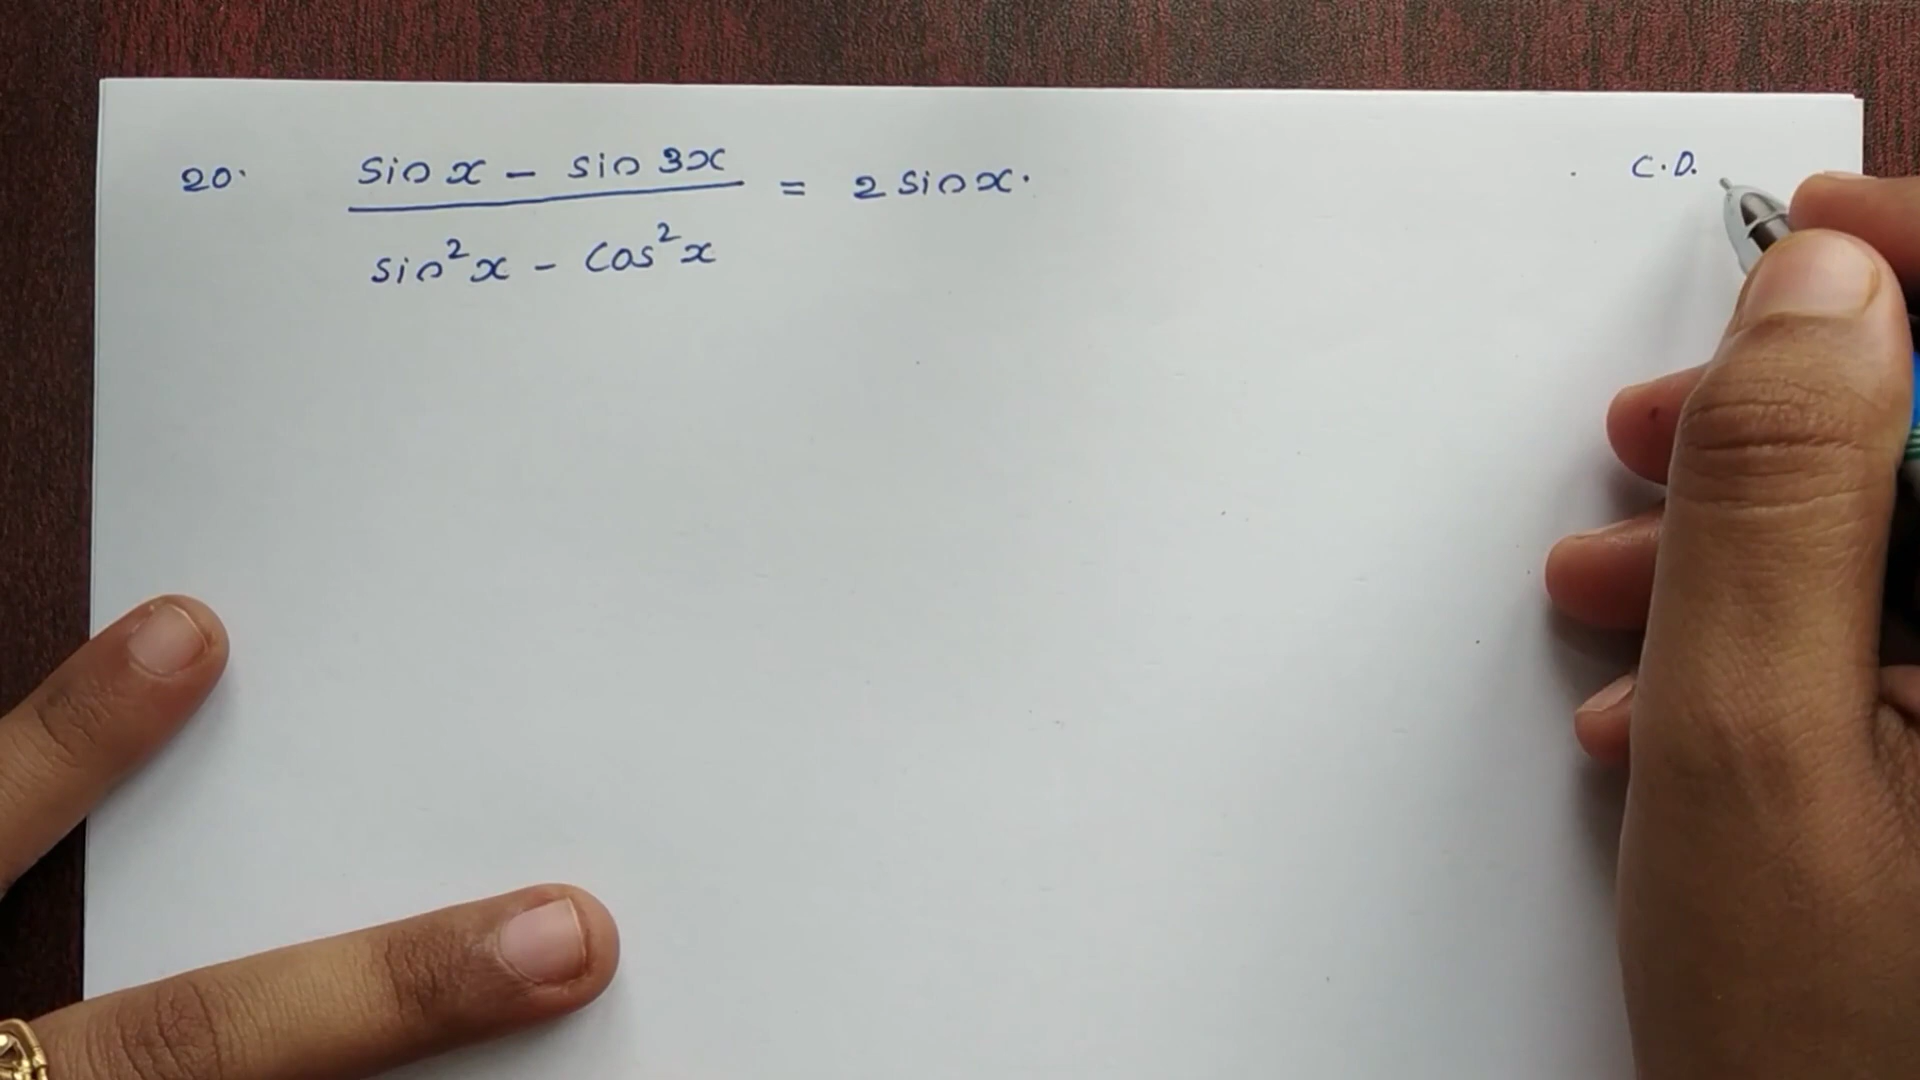 20. sin x - sin 3x / sin²x - cos²x = 2 sin x.
C.D.